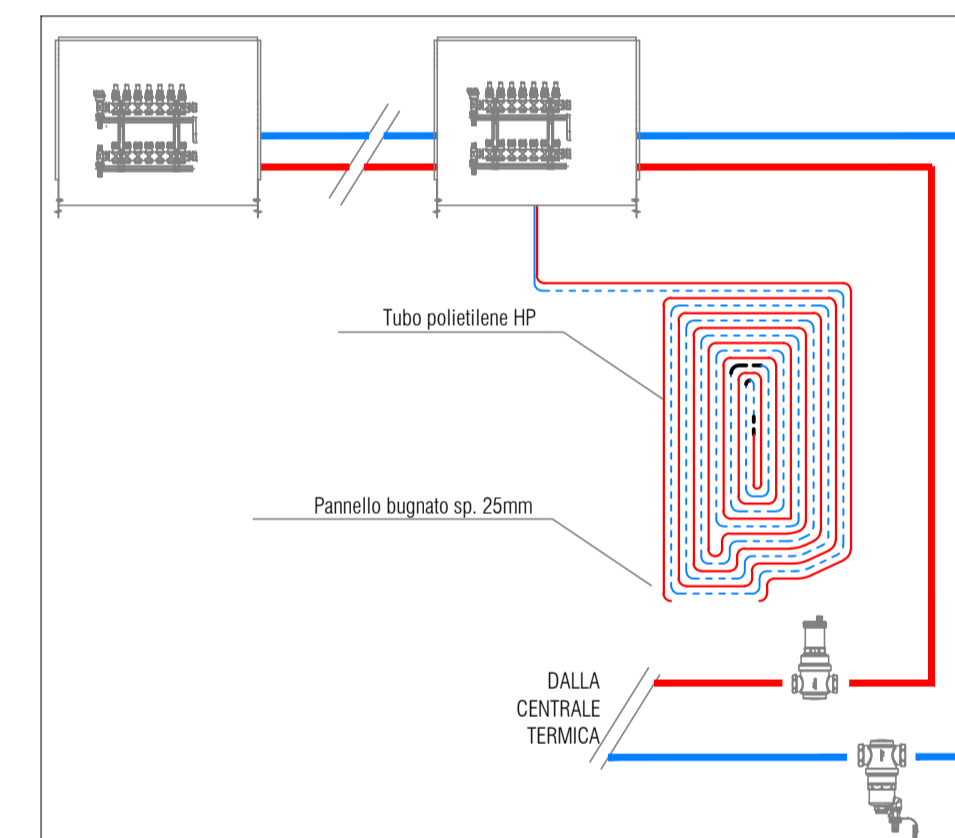 Tubo polietilene HP
Pannello bugnato sp. 25mm
DALLA
CENTRALE
TERMICA